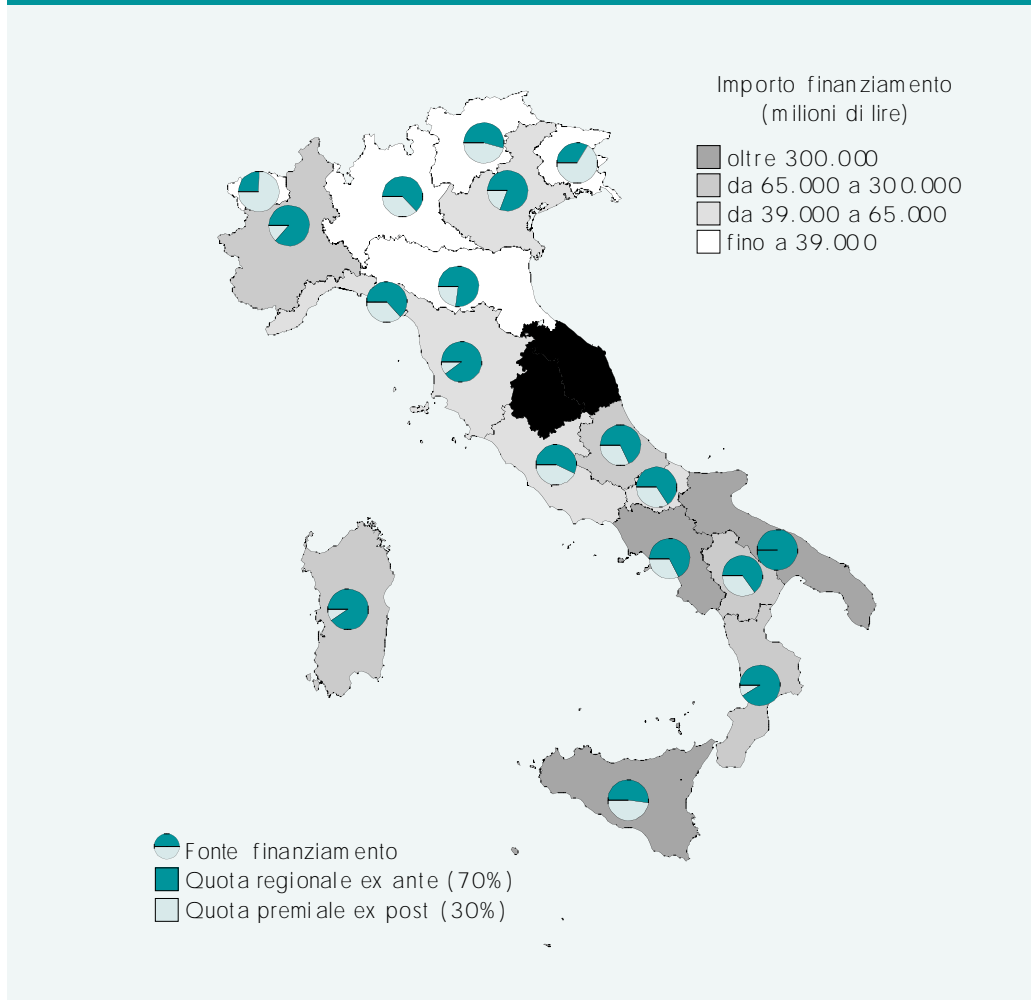 Importo finanziamento
(milioni di lire)
oltre 300.000
da 65.000 a 300.000
da 39.000 a 65.000
fino a 39.000
Fonte finanziamento
Quota regionale ex ante (70%)
Quota premiale ex post (30%)